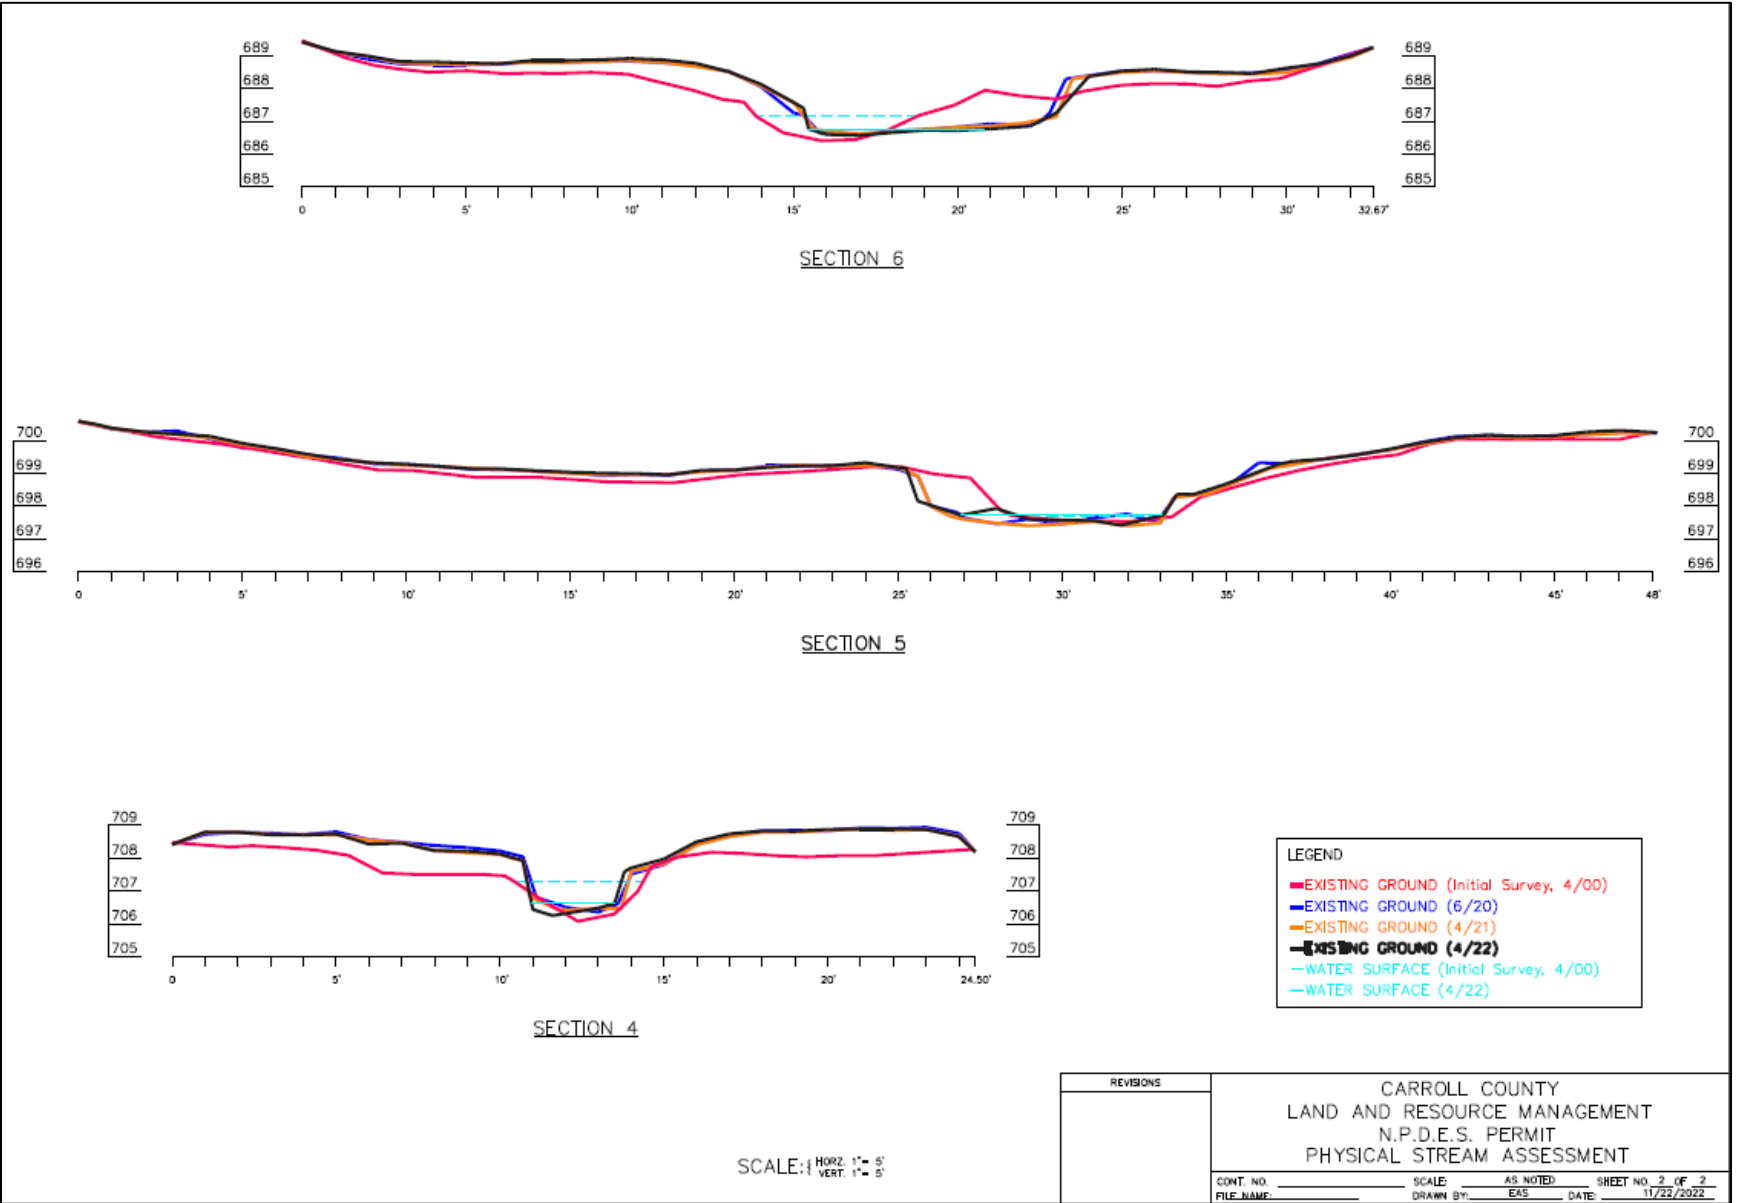 689 689
688 688
687 687
686 686
685 685
0 5' 10' 15' 20' 25' 30' 32.67'
SECTION 6
700 700
699 699
698 698
697 697
696 696
0 5' 10' 15' 20' 25' 30' 35' 40' 45' 48'
SECTION 5
709 709
708 708
707 707
706 706
705 705
0 5' 10' 15' 20' 24.50'
SECTION 4
LEGEND
EXISTING GROUND (Initial Survey, 4/00)
EXISTING GROUND (6/20)
EXISTING GROUND (4/21)
EXISTING GROUND (4/22)
WATER SURFACE (Initial Survey, 4/00)
WATER SURFACE (4/22)
SCALE: { HORZ. 1"= 5'
VERT. 1"= 5'
REVISIONS
CARROLL COUNTY
LAND AND RESOURCE MANAGEMENT
N.P.D.E.S. PERMIT
PHYSICAL STREAM ASSESSMENT
CONT. NO. SCALE: AS NOTED SHEET NO. 2 OF 2
FILE NAME: DRAWN BY: EAS DATE: 11/22/2022